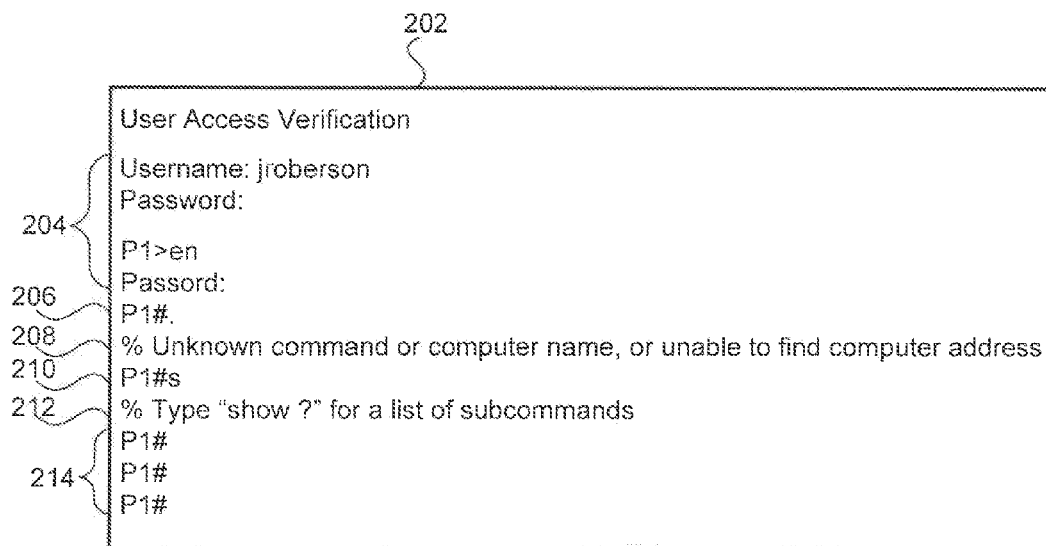 202
User Access Verification
Username: jroberson
Password:
204
P1>en
Passord:
206
P1#.
208
% Unknown command or computer name, or unable to find computer address
210
P1#s
212
% Type “show ?” for a list of subcommands
P1#
214
P1#
P1#